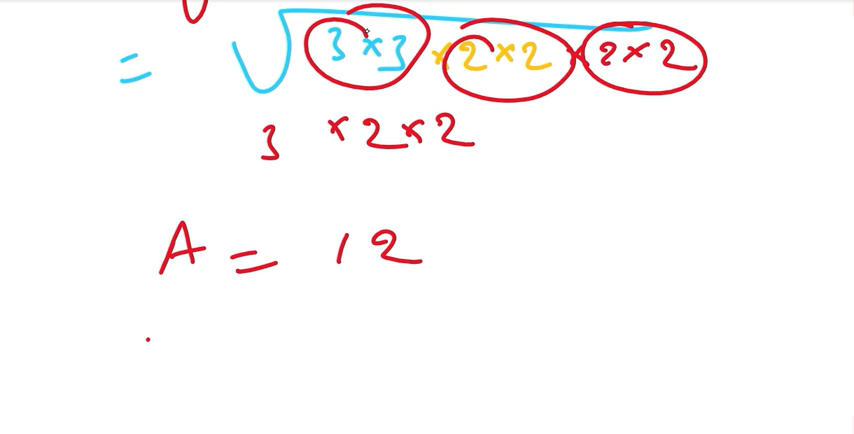 = √3 × 3 × 2 × 2 × 2 × 2
3 × 2 × 2
A = 12